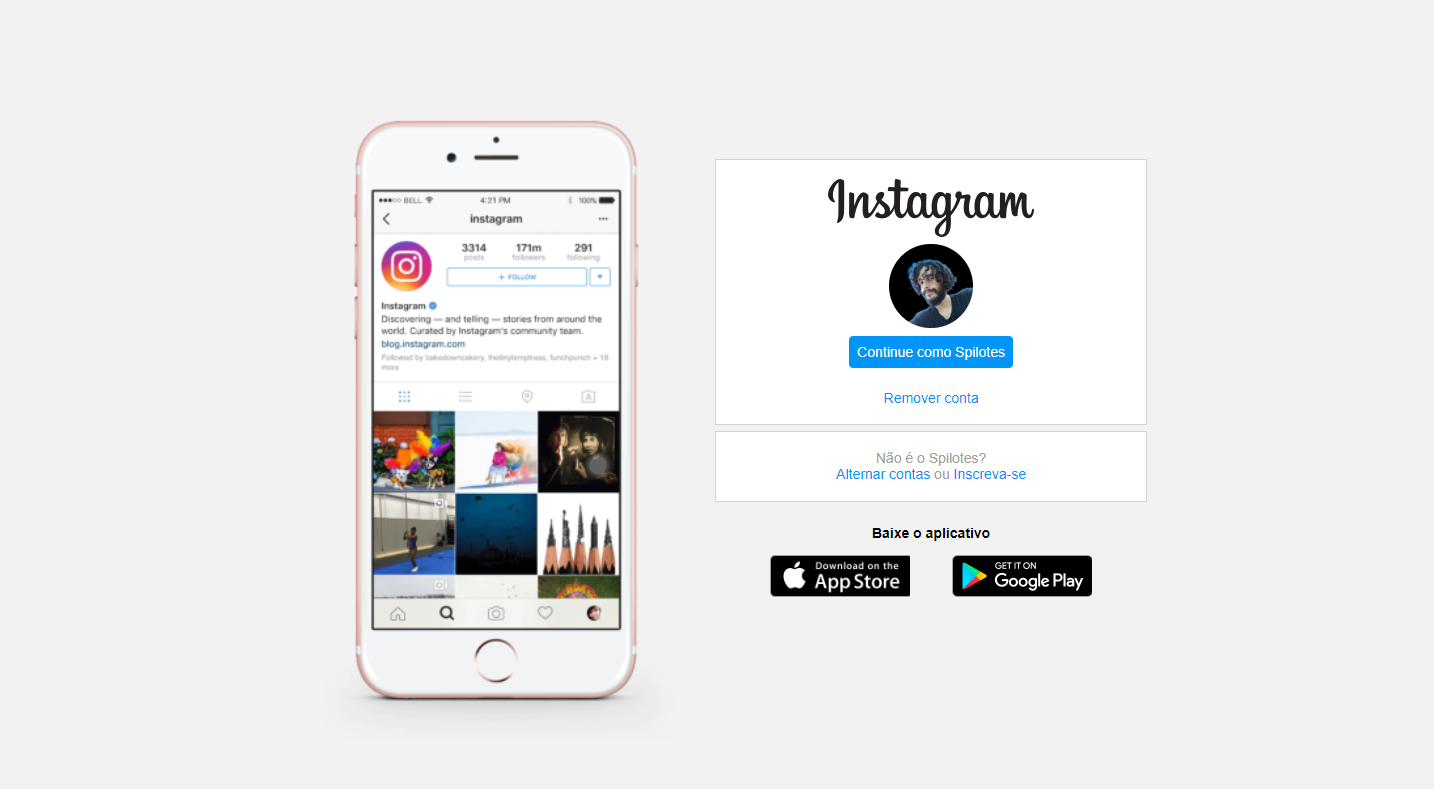 ●●●○○ BELL 4:21 PM 100%
instagram
3314 171m 291
posts followers following
+ FOLLOW
Instagram
Discovering — and telling — stories from around the
world. Curated by Instagram's community team.
blog.instagram.com
Followed by bakedowncakery, thetinytemptress, funchpunch + 18
more
Instagram
Continue como Spilotes
Remover conta
Não é o Spilotes?
Alternar contas ou Inscreva-se
Baixe o aplicativo
Download on the
App Store
GET IT ON
Google Play